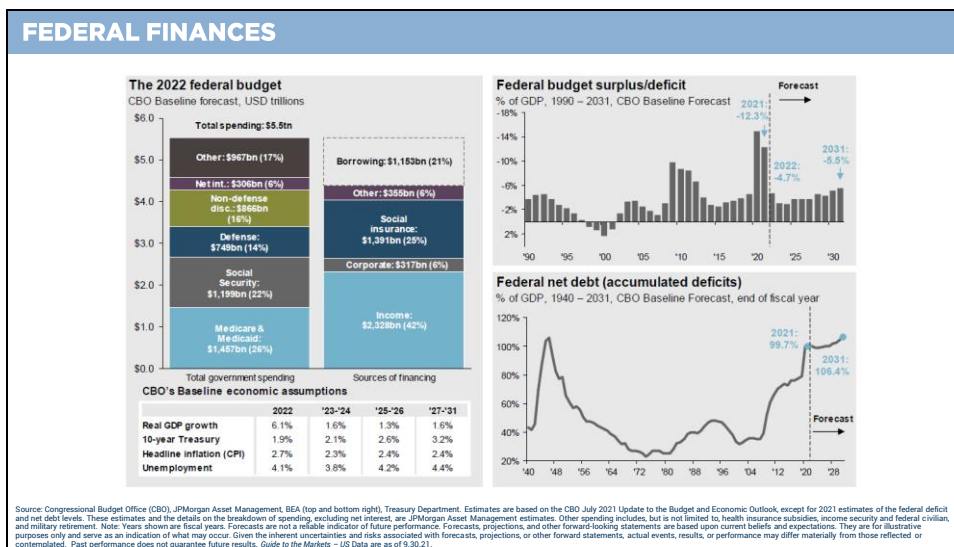 FEDERAL FINANCES
The 2022 federal budget
CBO Baseline forecast, USD trillions
$6.0
$5.0
$4.0
$3.0
$2.0
$1.0
$0.0
Total spending: $5.5tn
Other: $967bn (17%)
Net int.: $306bn (6%)
Non-defense
disc.: $866bn
(16%)
Defense:
$749bn (14%)
Social
Security:
$1,199bn (22%)
Medicare &
Medicaid:
$1,457bn (26%)
Total government spending
Borrowing: $1,153bn (21%)
Other: $355bn (6%)
Social
insurance:
$1,391bn (25%)
Corporate: $317bn (6%)
Income:
$2,328bn (42%)
Sources of financing
CBO's Baseline economic assumptions
2022 '23-'24 '25-'26 '27-'31
Real GDP growth 6.1% 1.6% 1.3% 1.6%
10-year Treasury 1.9% 2.1% 2.6% 3.2%
Headline inflation (CPI) 2.7% 2.3% 2.4% 2.4%
Unemployment 4.1% 3.8% 4.2% 4.4%
Federal budget surplus/deficit
% of GDP, 1990 – 2031, CBO Baseline Forecast
Forecast
-18%
-14%
-10%
-6%
-2%
2%
2021:
-12.3%
2022:
-4.7%
2031:
-5.5%
'90 '95 '00 '05 '10 '15 '20 '25 '30
Federal net debt (accumulated deficits)
% of GDP, 1940 – 2031, CBO Baseline Forecast, end of fiscal year
120%
100%
80%
60%
40%
20%
2021:
99.7%
2031:
106.4%
Forecast
'40 '48 '56 '64 '72 '80 '88 '96 '04 '12 '20 '28
Source: Congressional Budget Office (CBO), JPMorgan Asset Management, BEA (top and bottom right), Treasury Department. Estimates are based on the CBO July 2021 Update to the Budget and Economic Outlook, except for 2021 estimates of the federal deficit
and net debt levels. These estimates and the details on the breakdown of spending, excluding net interest, are JPMorgan Asset Management estimates. Other spending includes, but is not limited to, health insurance subsidies, income security and federal civilian,
and military retirement. Note: Years shown are fiscal years. Forecasts are not a reliable indicator of future performance. Forecasts, projections, and other forward-looking statements are based upon current beliefs and expectations. They are for illustrative
purposes only and serve as an indication of what may occur. Given the inherent uncertainties and risks associated with forecasts, projections, or other forward statements, actual events, results, or performance may differ materially from those reflected or
contemplated. Past performance does not guarantee future results. Guide to the Markets – US Data are as of 9.30.21.